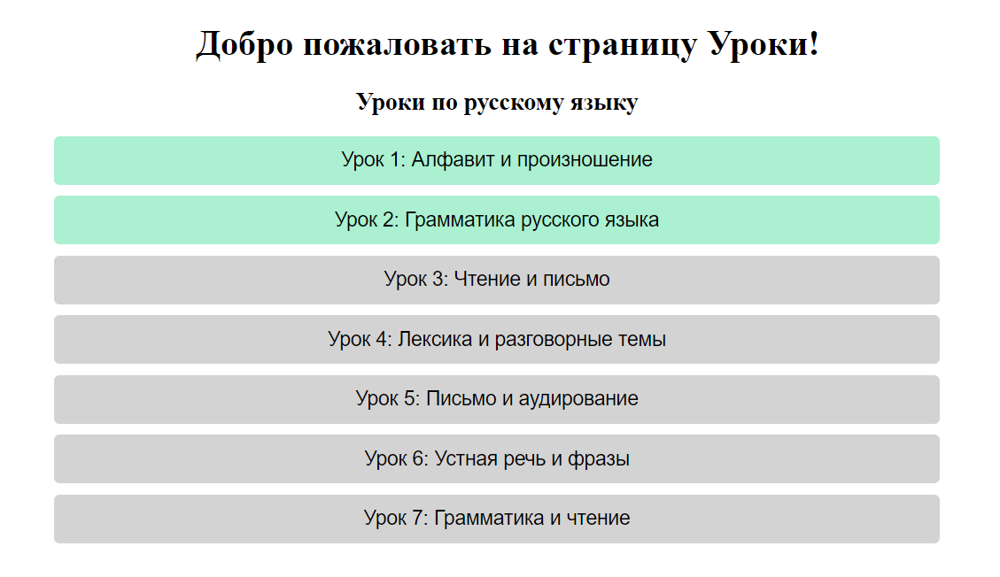 Добро пожаловать на страницу Уроки!
Уроки по русскому языку
Урок 1: Алфавит и произношение
Урок 2: Грамматика русского языка
Урок 3: Чтение и письмо
Урок 4: Лексика и разговорные темы
Урок 5: Письмо и аудирование
Урок 6: Устная речь и фразы
Урок 7: Грамматика и чтение